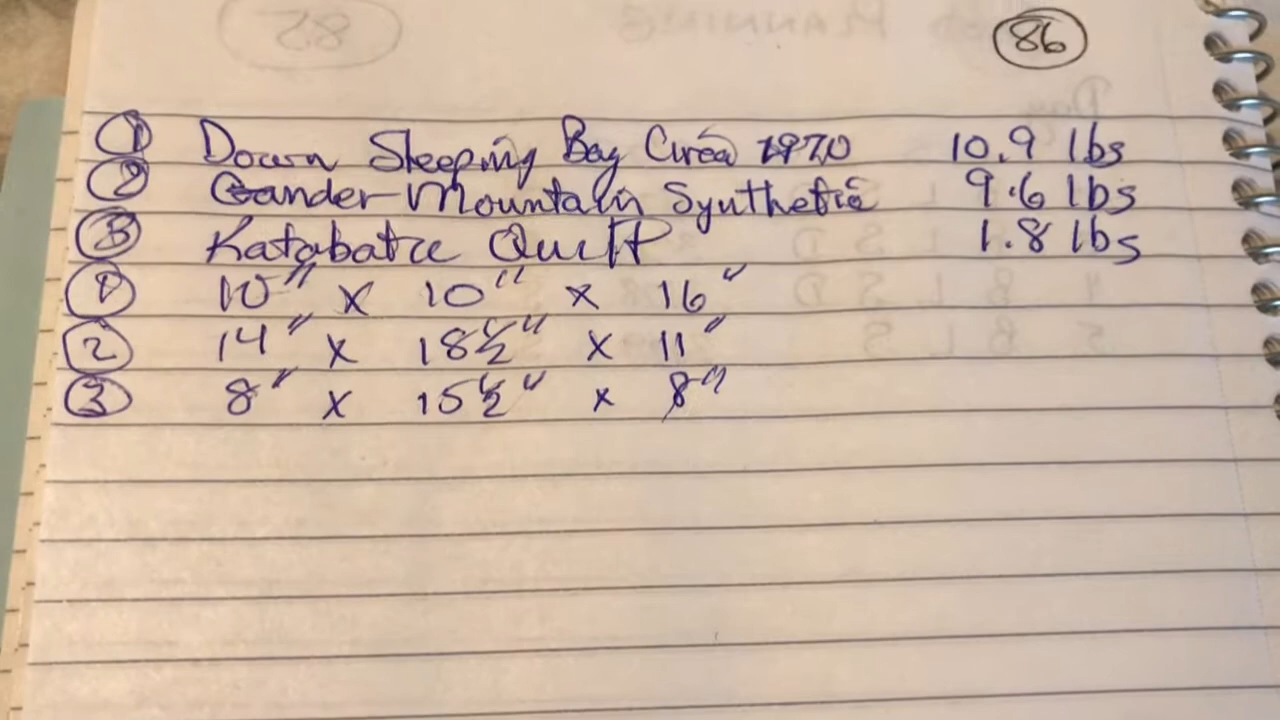 86
① Down Sleeping Bag Circa 1970 10.9 lbs
② Gander Mountain Synthetic 9.6 lbs
③ Katabatic Quilt 1.8 lbs
① 10" x 10" x 16"
② 14" x 18½" x 11"
③ 8" x 15½" x 8"